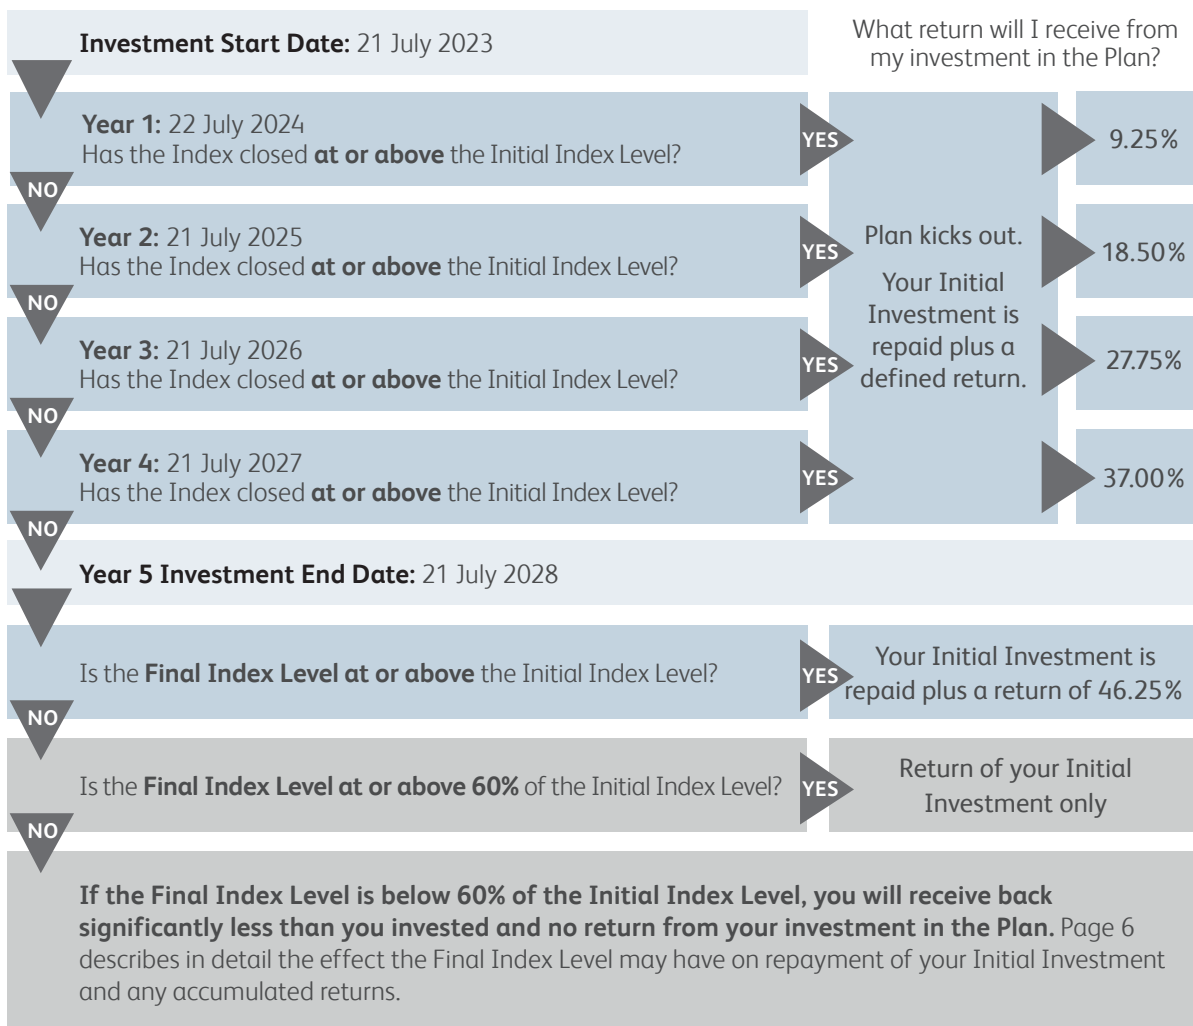 Investment Start Date: 21 July 2023
What return will I receive from
my investment in the Plan?
Year 1: 22 July 2024
Has the Index closed at or above the Initial Index Level?
YES
9.25%
NO
Year 2: 21 July 2025
Has the Index closed at or above the Initial Index Level?
YES
Plan kicks out.
Your Initial
Investment is
repaid plus a
defined return.
18.50%
NO
Year 3: 21 July 2026
Has the Index closed at or above the Initial Index Level?
YES
27.75%
NO
Year 4: 21 July 2027
Has the Index closed at or above the Initial Index Level?
YES
37.00%
NO
Year 5 Investment End Date: 21 July 2028
Is the Final Index Level at or above the Initial Index Level?
YES
Your Initial Investment is
repaid plus a return of 46.25%
NO
Is the Final Index Level at or above 60% of the Initial Index Level?
YES
Return of your Initial
Investment only
NO
If the Final Index Level is below 60% of the Initial Index Level, you will receive back
significantly less than you invested and no return from your investment in the Plan. Page 6
describes in detail the effect the Final Index Level may have on repayment of your Initial Investment
and any accumulated returns.